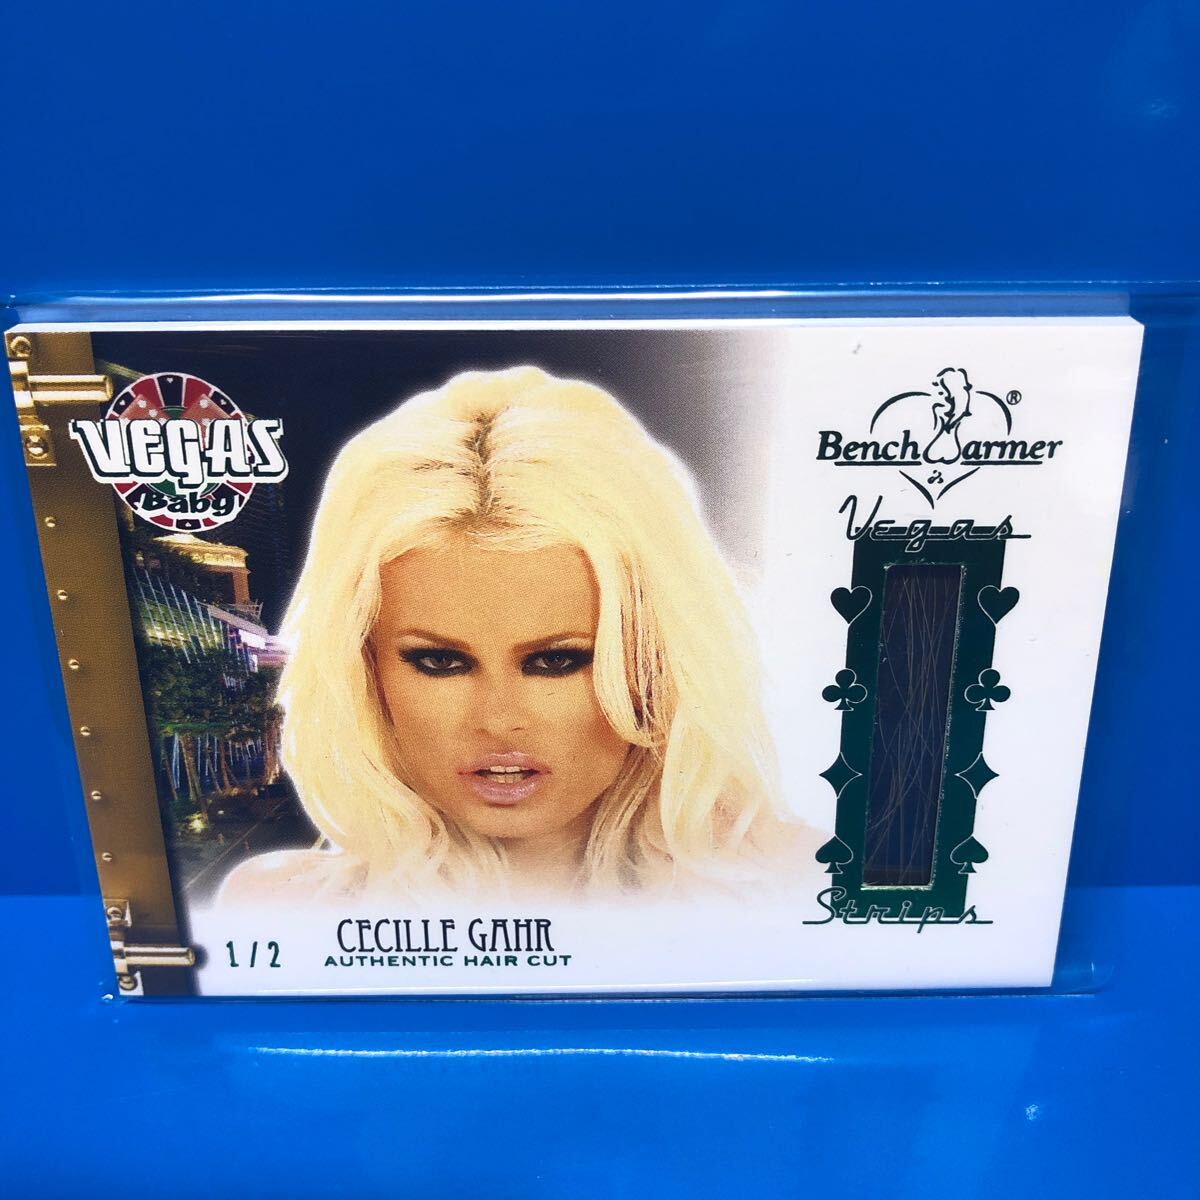 VEGAS
Baby
BenchWarmer®
Vegas
Strips
CECILLE GAHR
AUTHENTIC HAIR CUT
1/2